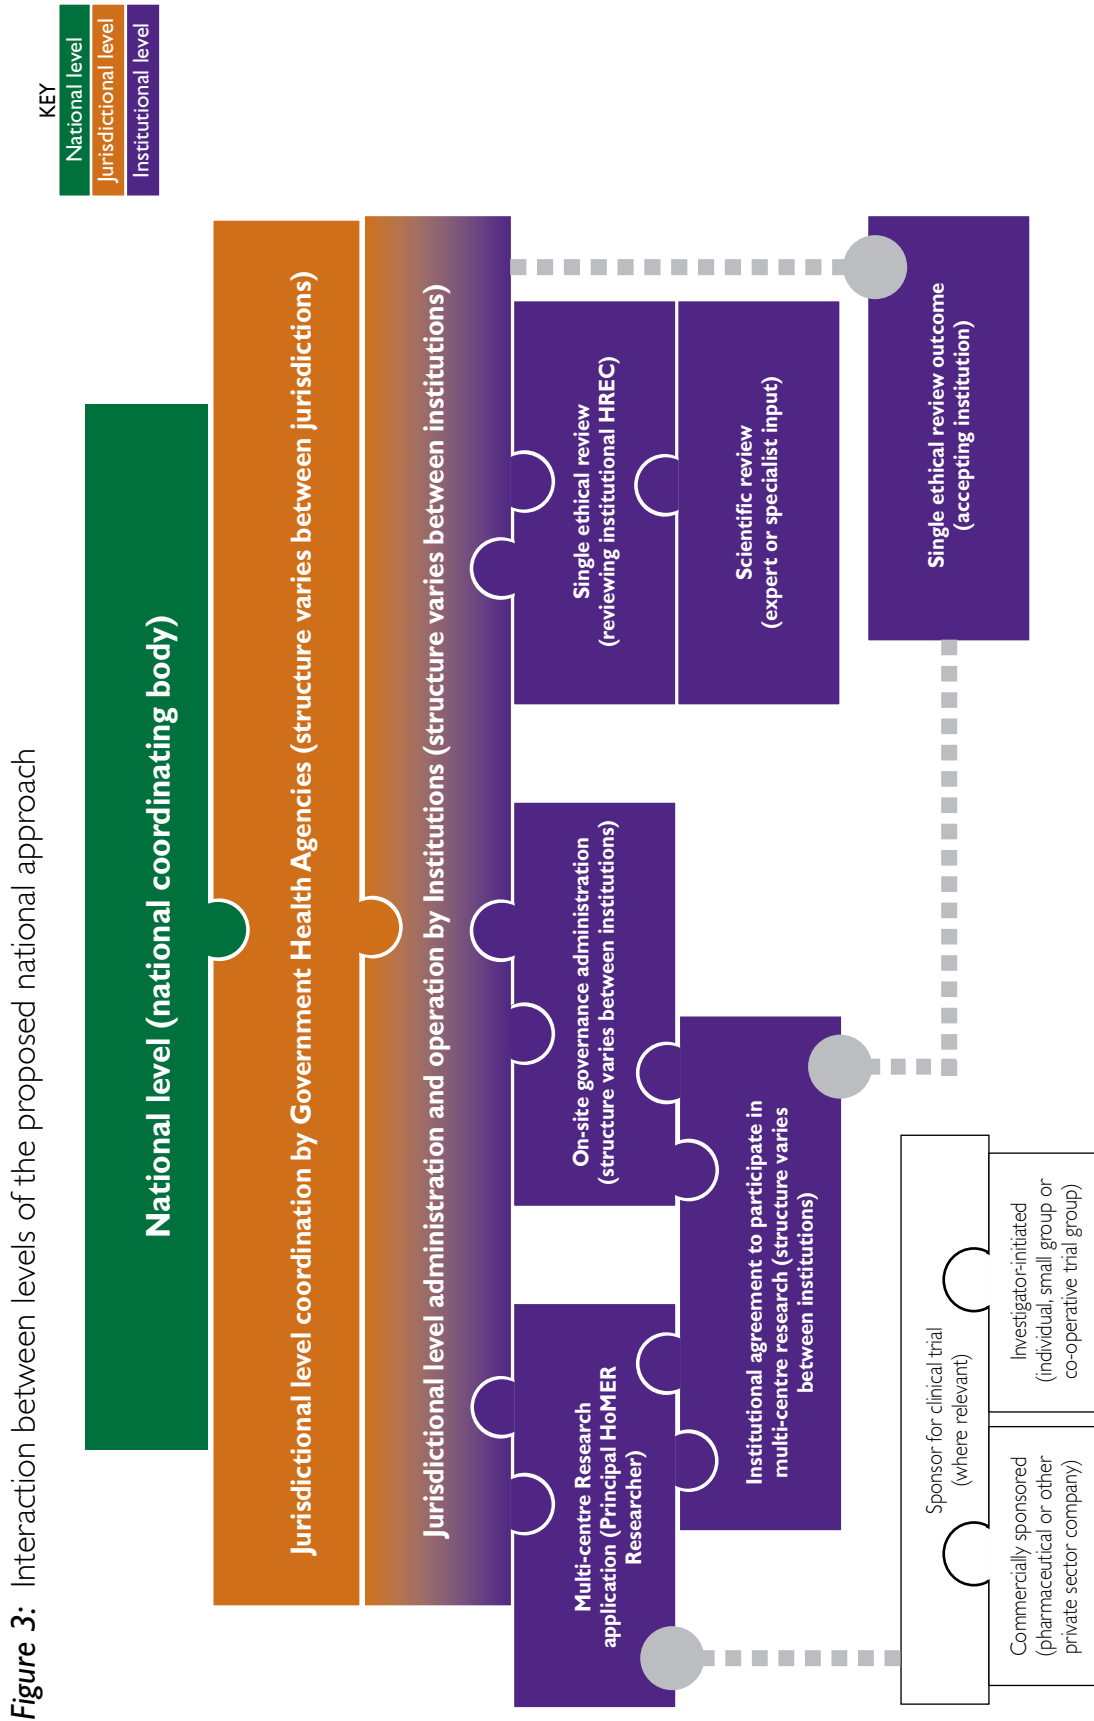 Figure 3: Interaction between levels of the proposed national approach
KEY
National level
Jurisdictional level
Institutional level
National level (national coordinating body)
Jurisdictional level coordination by Government Health Agencies (structure varies between jurisdictions)
Jurisdictional level administration and operation by Institutions (structure varies between institutions)
Multi-centre Research
application (Principal HoMER
Researcher)
On-site governance administration
(structure varies between institutions)
Single ethical review
(reviewing institutional HREC)
Institutional agreement to participate in
multi-centre research (structure varies
between institutions)
Scientific review
(expert or specialist input)
Single ethical review outcome
(accepting institution)
Sponsor for clinical trial
(where relevant)
Commercially sponsored
(pharmaceutical or other
private sector company)
Investigator-initiated
(individual, small group or
co-operative trial group)